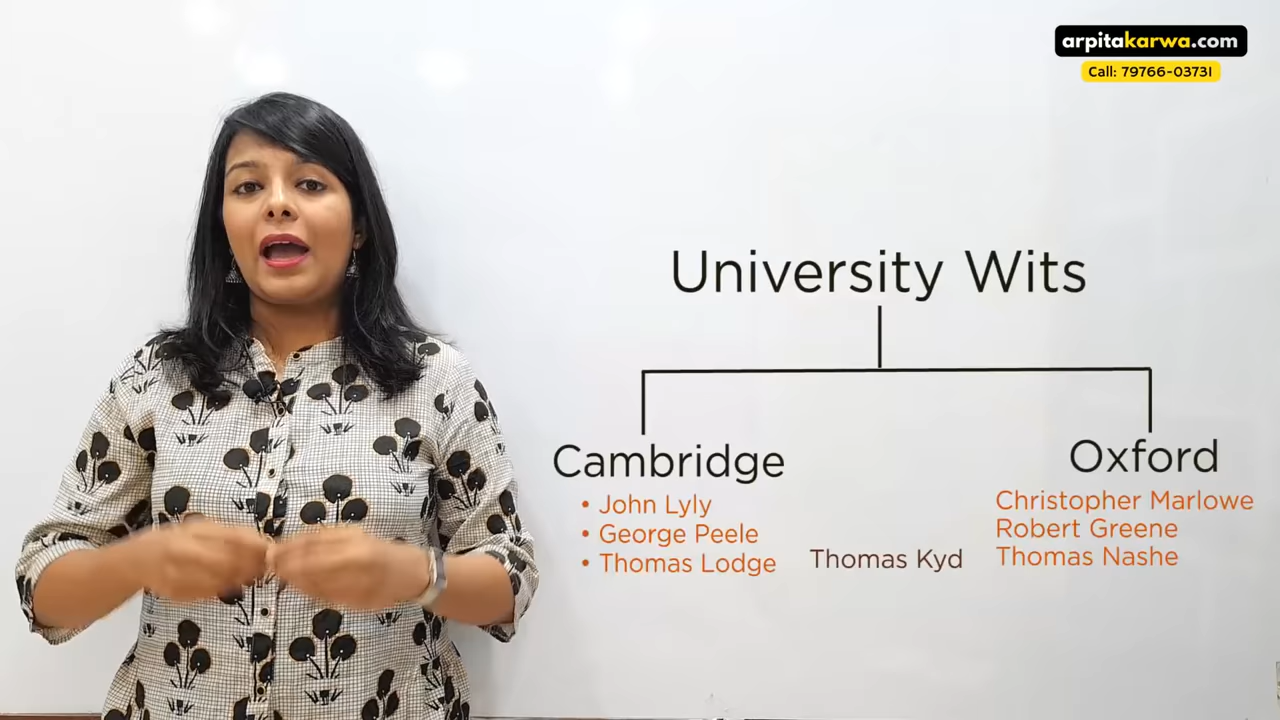 arpitakarwa.com
Call: 79766-03731
University Wits
Cambridge
• John Lyly
• George Peele
• Thomas Lodge
Thomas Kyd
Oxford
Christopher Marlowe
Robert Greene
Thomas Nashe